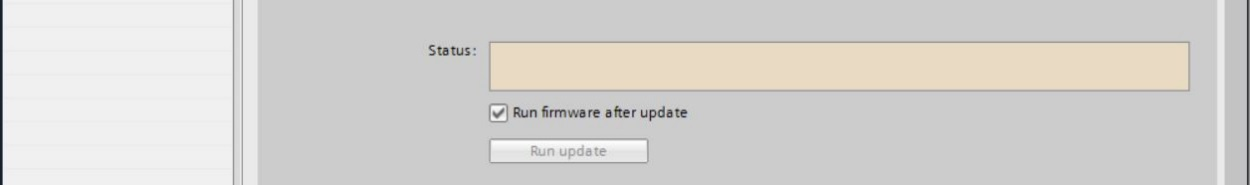 Status:
Run firmware after update
Run update